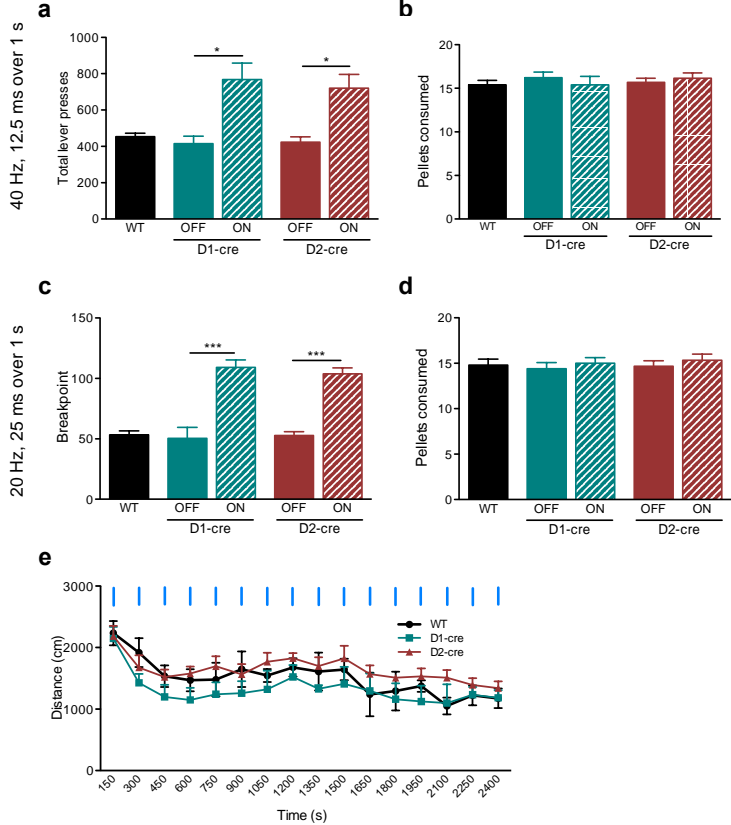 40 Hz, 12.5 ms over 1 s
a
Total lever presses
1000
800
600
400
200
0
*
*
WT
OFF
ON
OFF
ON
D1-cre
D2-cre
b
Pellets consumed
20
15
10
5
0
WT
OFF
ON
OFF
ON
D1-cre
D2-cre
20 Hz, 25 ms over 1 s
c
Breakpoint
150
100
50
0
***
***
WT
OFF
ON
OFF
ON
D1-cre
D2-cre
d
Pellets consumed
20
15
10
5
0
WT
OFF
ON
OFF
ON
D1-cre
D2-cre
e
Distance (cm)
3000
2000
1000
0
WT
D1-cre
D2-cre
150
300
450
600
750
900
1050
1200
1350
1500
1650
1800
1950
2100
2250
2400
Time (s)